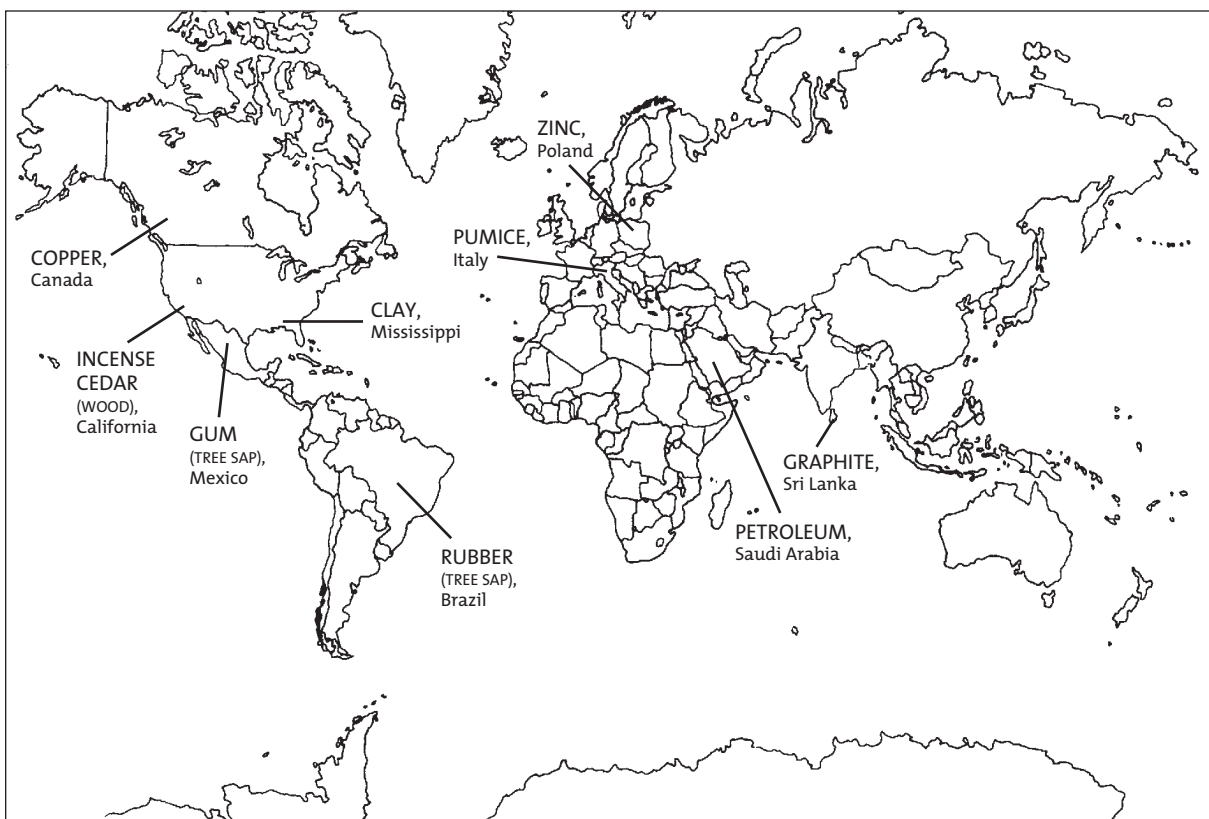 ZINC,
Poland
PUMICE,
Italy
COPPER,
Canada
CLAY,
Mississippi
INCENSE
CEDAR
(WOOD),
California
GUM
(TREE SAP),
Mexico
GRAPHITE,
Sri Lanka
PETROLEUM,
Saudi Arabia
RUBBER
(TREE SAP),
Brazil